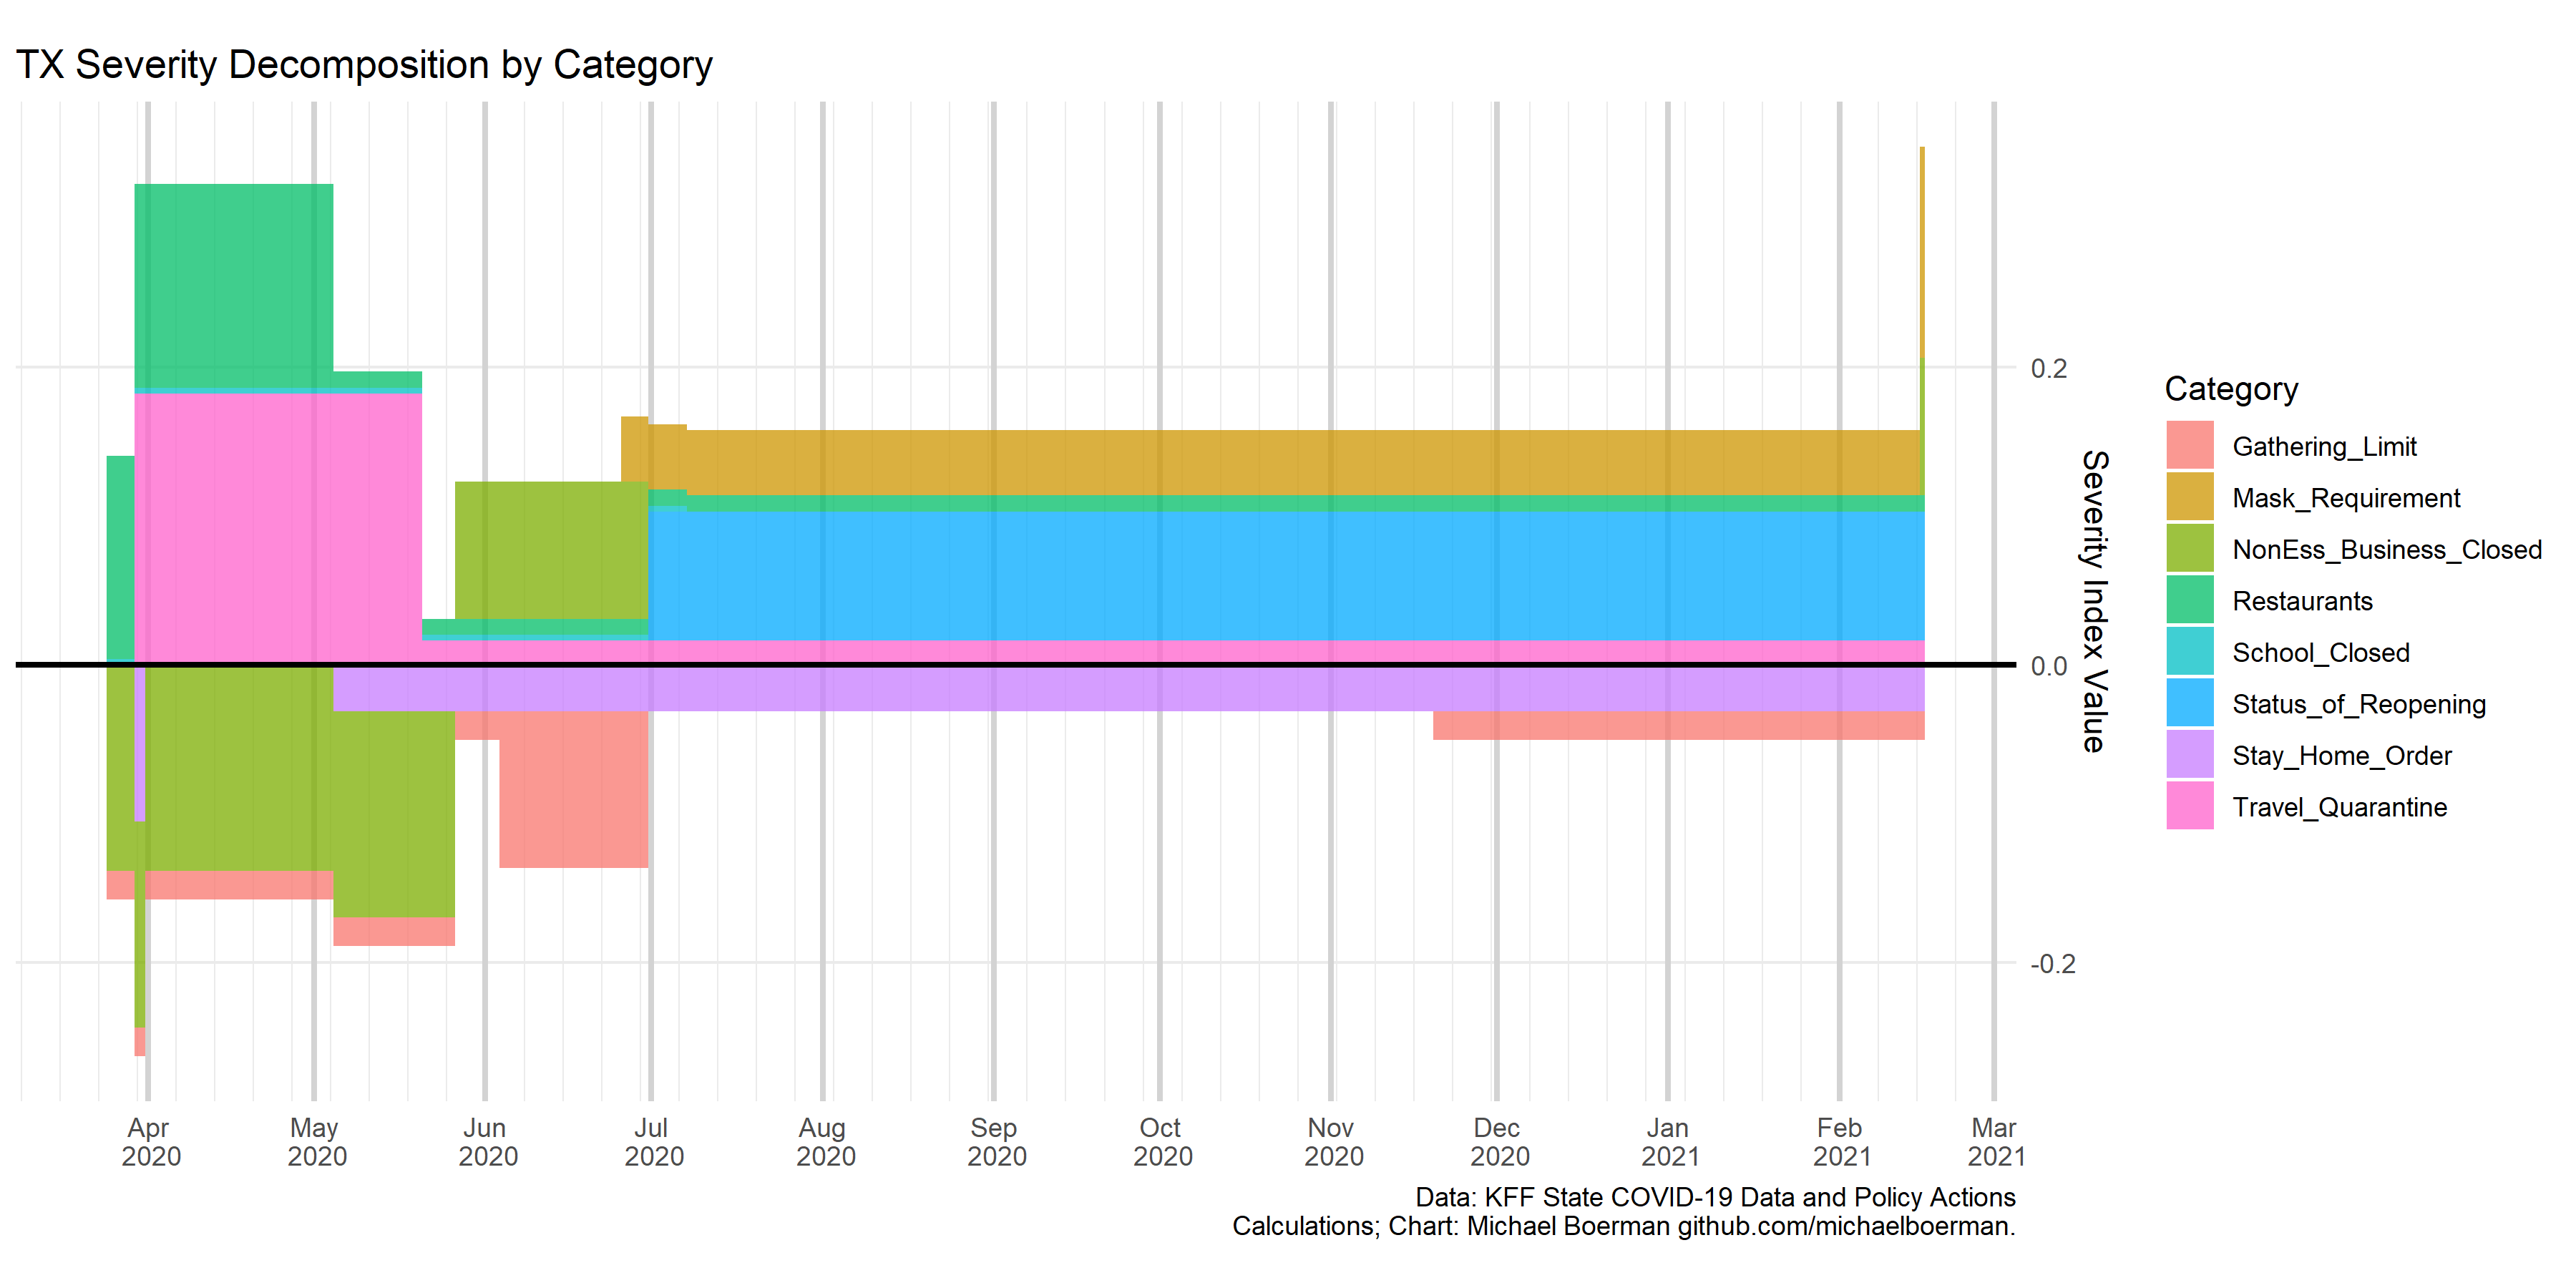 TX Severity Decomposition by Category
0.2
0.0
-0.2
Severity Index Value
Apr
2020
May
2020
Jun
2020
Jul
2020
Aug
2020
Sep
2020
Oct
2020
Nov
2020
Dec
2020
Jan
2021
Feb
2021
Mar
2021
Category
Gathering_Limit
Mask_Requirement
NonEss_Business_Closed
Restaurants
School_Closed
Status_of_Reopening
Stay_Home_Order
Travel_Quarantine
Data: KFF State COVID-19 Data and Policy Actions
Calculations; Chart: Michael Boerman github.com/michaelboerman.